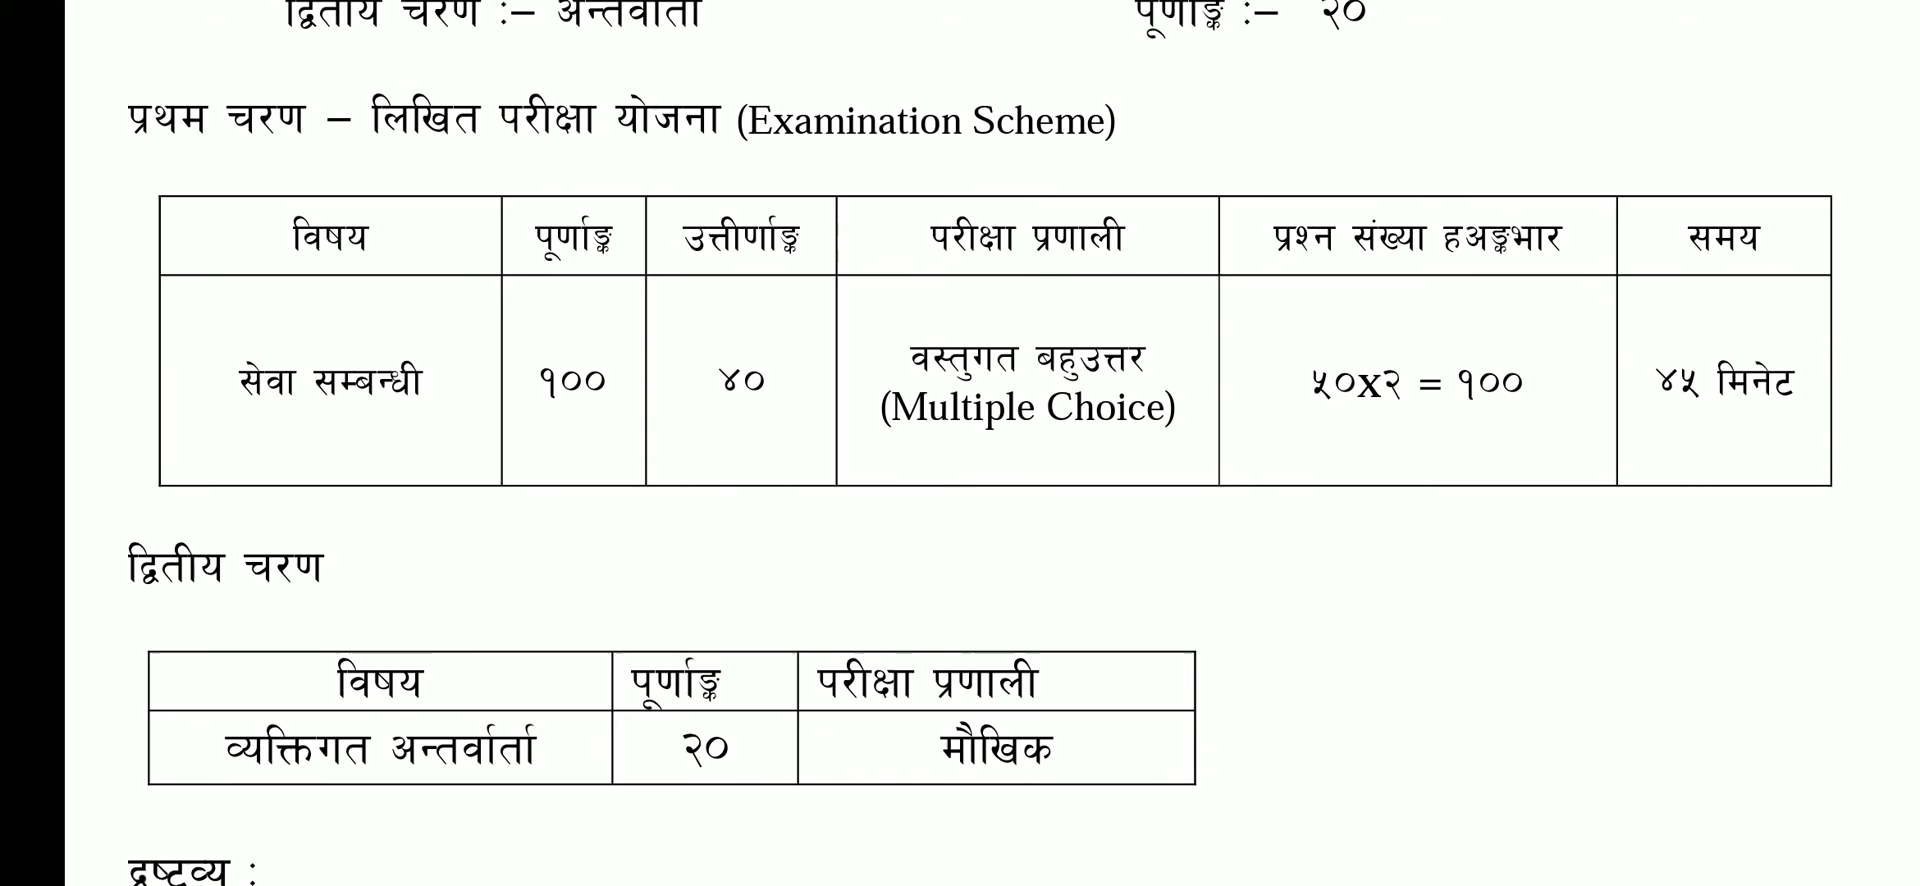 द्वितीय चरण :– अन्तर्वार्ता पूर्णाङ्क :– २०
प्रथम चरण – लिखित परीक्षा योजना (Examination Scheme)
विषय पूर्णाङ्क उत्तीर्णाङ्क परीक्षा प्रणाली प्रश्न संख्या हअङ्कभार समय
सेवा सम्बन्धी १०० ४० वस्तुगत बहुउत्तर
(Multiple Choice) ५०x२ = १०० ४५ मिनेट
द्वितीय चरण
विषय पूर्णाङ्क परीक्षा प्रणाली
व्यक्तिगत अन्तर्वार्ता २० मौखिक
द्रष्टव्य :